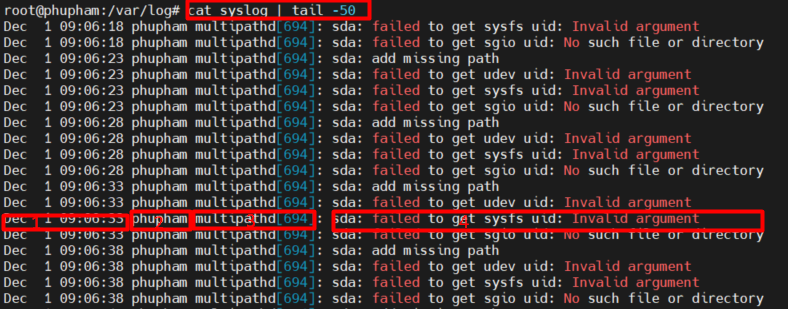 root@phupham:/var/log# cat syslog | tail -50
Dec  1 09:06:18 phupham multipathd[694]: sda: failed to get sysfs uid: Invalid argument
Dec  1 09:06:18 phupham multipathd[694]: sda: failed to get sgio uid: No such file or directory
Dec  1 09:06:23 phupham multipathd[694]: sda: add missing path
Dec  1 09:06:23 phupham multipathd[694]: sda: failed to get udev uid: Invalid argument
Dec  1 09:06:23 phupham multipathd[694]: sda: failed to get sysfs uid: Invalid argument
Dec  1 09:06:23 phupham multipathd[694]: sda: failed to get sgio uid: No such file or directory
Dec  1 09:06:28 phupham multipathd[694]: sda: add missing path
Dec  1 09:06:28 phupham multipathd[694]: sda: failed to get udev uid: Invalid argument
Dec  1 09:06:28 phupham multipathd[694]: sda: failed to get sysfs uid: Invalid argument
Dec  1 09:06:28 phupham multipathd[694]: sda: failed to get sgio uid: No such file or directory
Dec  1 09:06:33 phupham multipathd[694]: sda: add missing path
Dec  1 09:06:33 phupham multipathd[694]: sda: failed to get udev uid: Invalid argument
Dec  1 09:06:33 phupham multipathd[694]: sda: failed to get sysfs uid: Invalid argument
Dec  1 09:06:33 phupham multipathd[694]: sda: failed to get sgio uid: No such file or directory
Dec  1 09:06:38 phupham multipathd[694]: sda: add missing path
Dec  1 09:06:38 phupham multipathd[694]: sda: failed to get udev uid: Invalid argument
Dec  1 09:06:38 phupham multipathd[694]: sda: failed to get sysfs uid: Invalid argument
Dec  1 09:06:38 phupham multipathd[694]: sda: failed to get sgio uid: No such file or directory